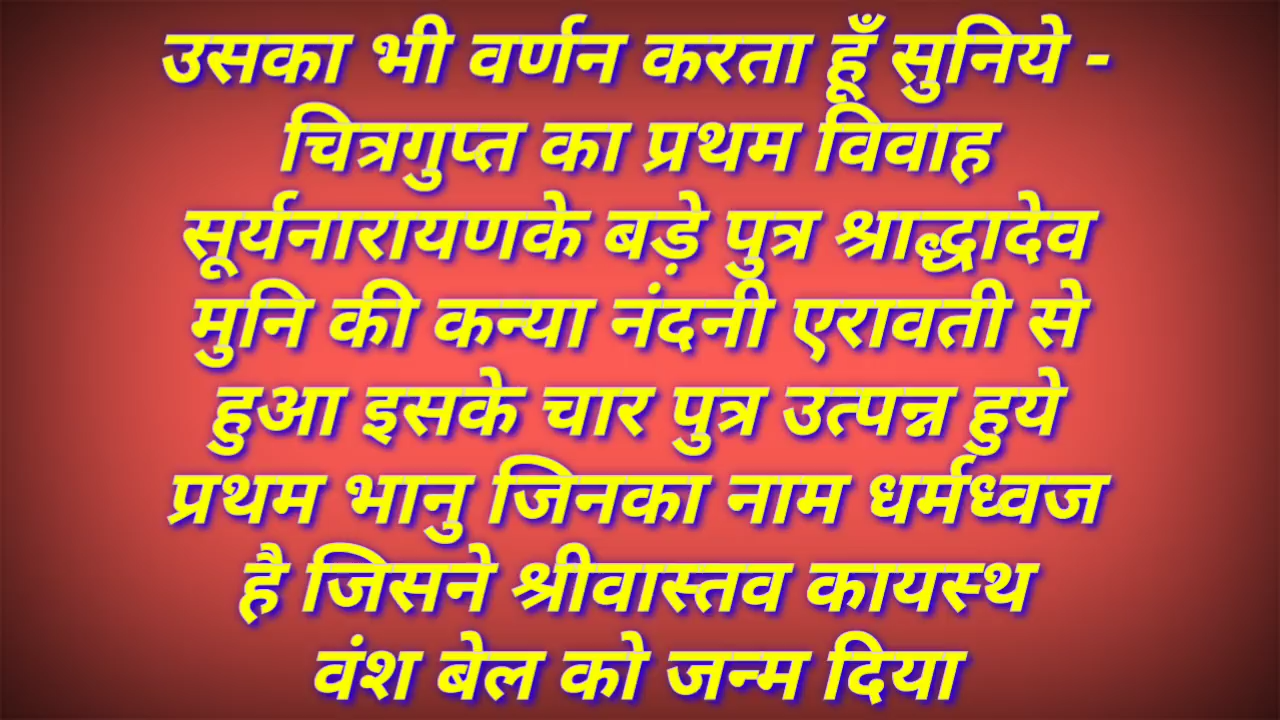 उसका भी वर्णन करता हूँ सुनिये -
चित्रगुप्त का प्रथम विवाह
सूर्यनारायणके बड़े पुत्र श्राद्धादेव
मुनि की कन्या नंदनी एरावती से
हुआ इसके चार पुत्र उत्पन्न हुये
प्रथम भानु जिनका नाम धर्मध्वज
है जिसने श्रीवास्तव कायस्थ
वंश बेल को जन्म दिया